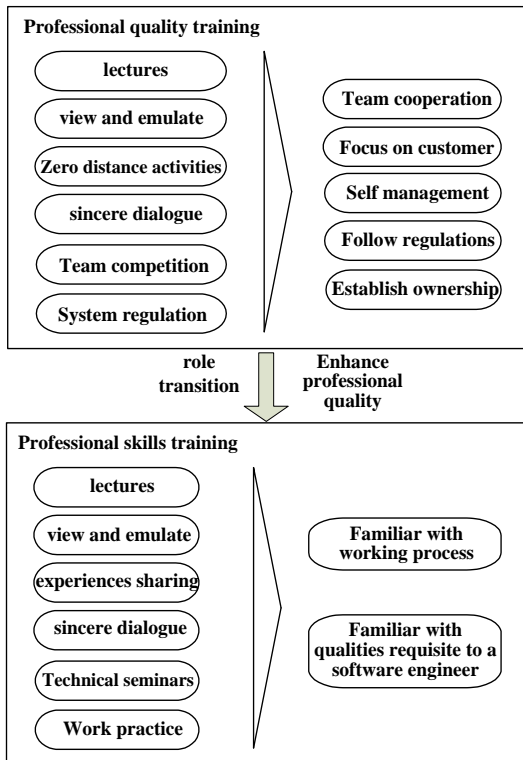 Professional quality training
lectures
view and emulate
Zero distance activities
sincere dialogue
Team competition
System regulation
Team cooperation
Focus on customer
Self management
Follow regulations
Establish ownership
role
transition
Enhance
professional
quality
Professional skills training
lectures
view and emulate
experiences sharing
sincere dialogue
Technical seminars
Work practice
Familiar with
working process
Familiar with
qualities requisite to a
software engineer